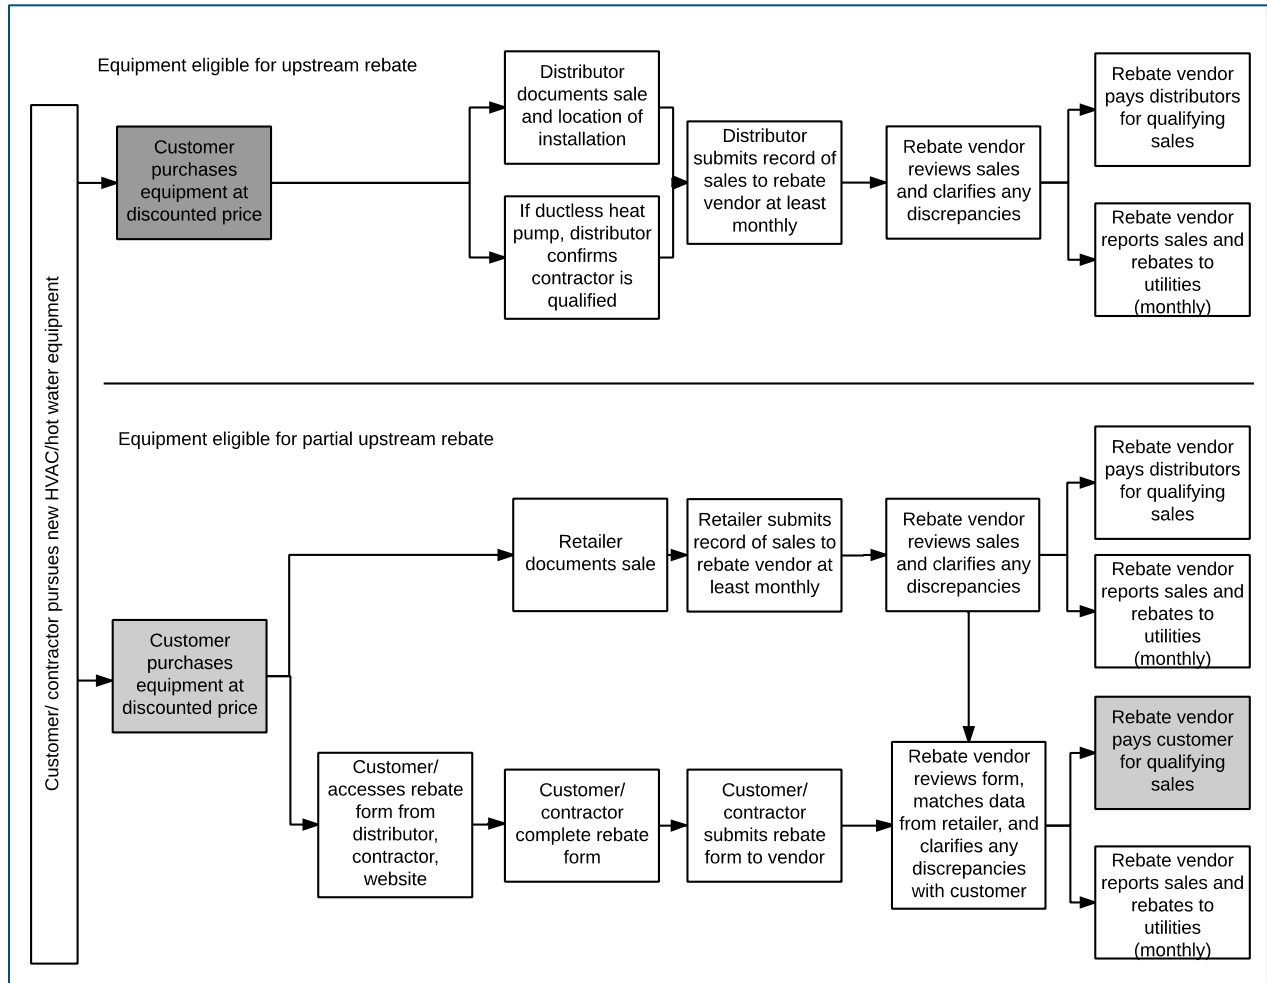 Equipment eligible for upstream rebate
Customer/ contractor pursues new HVAC/hot water equipment
Customer
purchases
equipment at
discounted price
Distributor
documents sale
and location of
installation
If ductless heat
pump, distributor
confirms
contractor is
qualified
Distributor
submits record of
sales to rebate
vendor at least
monthly
Rebate vendor
reviews sales
and clarifies any
discrepancies
Rebate vendor
pays distributors
for qualifying
sales
Rebate vendor
reports sales and
rebates to
utilities
(monthly)
Equipment eligible for partial upstream rebate
Customer
purchases
equipment at
discounted price
Retailer
documents sale
Retailer submits
record of sales to
rebate vendor at
least monthly
Rebate vendor
reviews sales
and clarifies any
discrepancies
Rebate vendor
pays distributors
for qualifying
sales
Rebate vendor
reports sales and
rebates to
utilities
(monthly)
Customer/
accesses rebate
form from
distributor,
contractor,
website
Customer/
contractor
complete rebate
form
Customer/
contractor
submits rebate
form to vendor
Rebate vendor
reviews form,
matches data
from retailer, and
clarifies any
discrepancies
with customer
Rebate vendor
pays customer
for qualifying
sales
Rebate vendor
reports sales and
rebates to
utilities
(monthly)